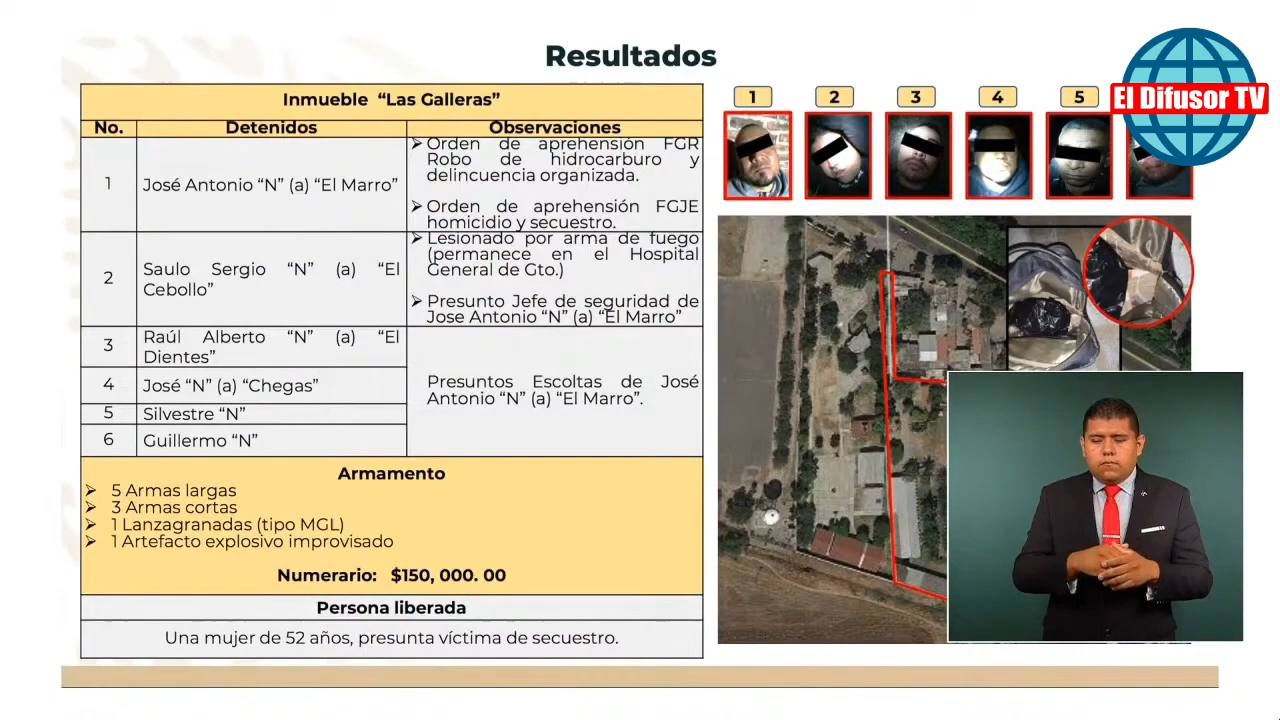 Resultados
El Difusor TV
Inmueble “Las Galleras”
No. Detenidos Observaciones
1 José Antonio “N” (a) “El Marro”
➢ Orden de aprehensión FGR
Robo de hidrocarburo y
delincuencia organizada.
➢ Orden de aprehensión FGJE
homicidio y secuestro.
2 Saulo Sergio “N” (a) “El
Cebollo”
➢ Lesionado por arma de fuego
(permanece en el Hospital
General de Gto.)
➢ Presunto Jefe de seguridad de
Jose Antonio “N” (a) “El Marro”
3 Raúl Alberto “N” (a) “El
Dientes”
4 José “N” (a) “Chegas”
5 Silvestre “N”
6 Guillermo “N”
Presuntos Escoltas de José
Antonio “N” (a) “El Marro”.
Armamento
➢ 5 Armas largas
➢ 3 Armas cortas
➢ 1 Lanzagranadas (tipo MGL)
➢ 1 Artefacto explosivo improvisado
Numerario: $150, 000. 00
Persona liberada
Una mujer de 52 años, presunta víctima de secuestro.
1 2 3 4 5